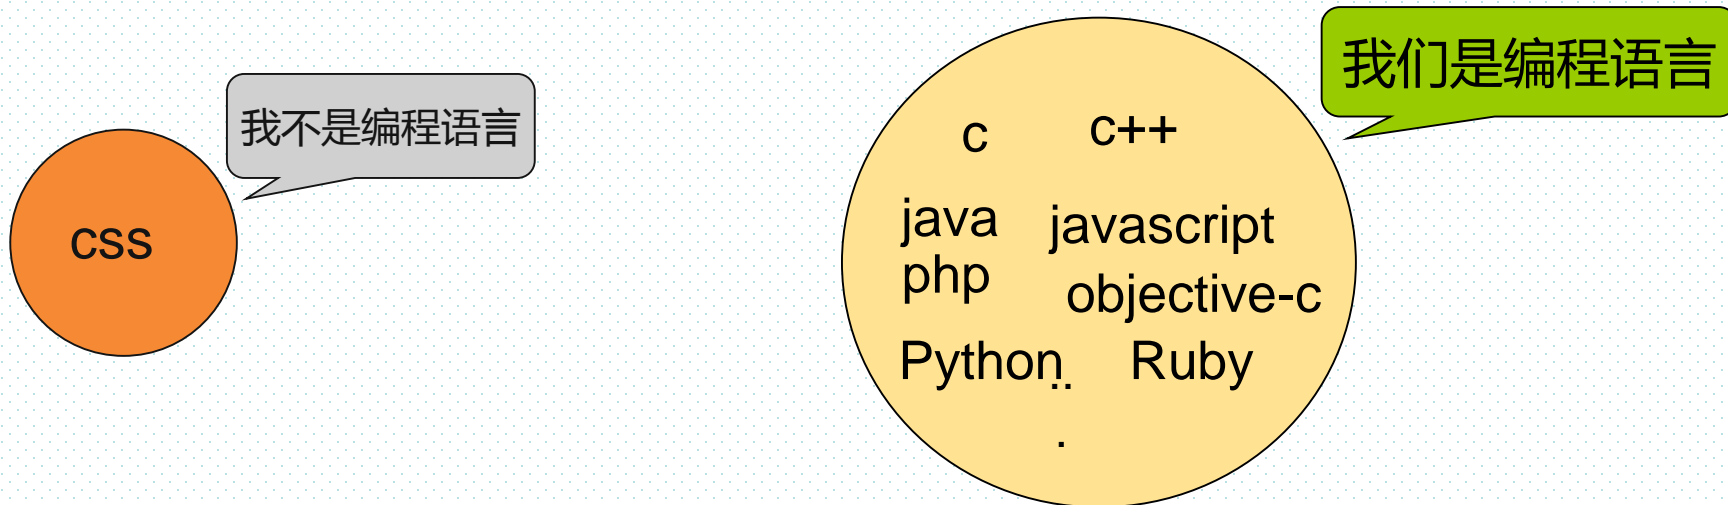 css
我不是编程语言
我们是编程语言
c
c++
java
javascript
php
objective-c
Python
Ruby
..
.